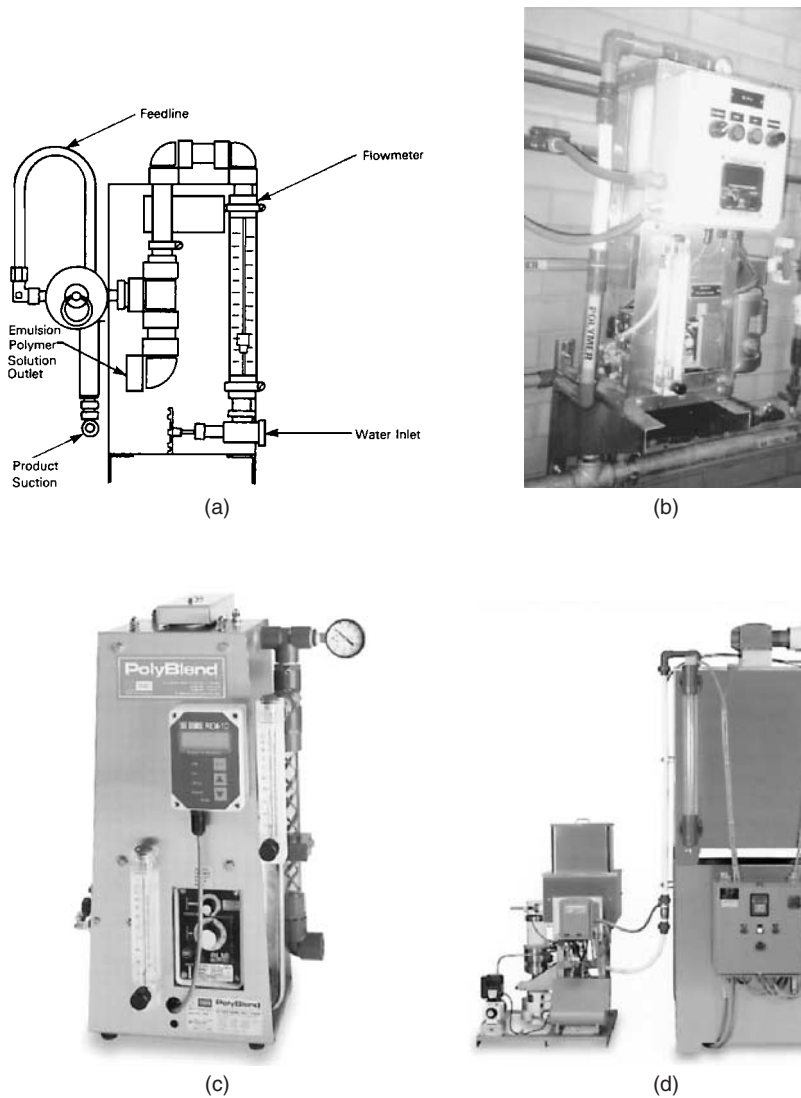 Feedline
Flowmeter
Emulsion
Polymer
Solution
Outlet
Water Inlet
Product
Suction
(a)
POLYMER
(b)
PolyBlend
PolyBlend
(c)
(d)